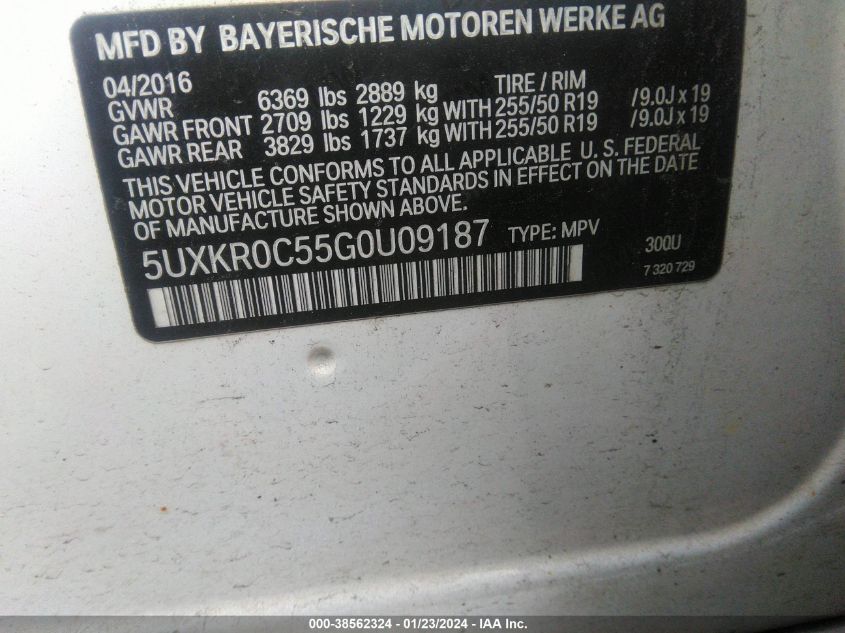 MFD BY BAYERISCHE MOTOREN WERKE AG
04/2016 TIRE / RIM
GVWR 6369 lbs 2889 kg
GAWR FRONT 2709 lbs 1229 kg WITH 255/50 R19 /9.0J x 19
GAWR REAR 3829 lbs 1737 kg WITH 255/50 R19 /9.0J x 19
THIS VEHICLE CONFORMS TO ALL APPLICABLE U.S. FEDERAL
MOTOR VEHICLE SAFETY STANDARDS IN EFFECT ON THE DATE
OF MANUFACTURE SHOWN ABOVE.
5UXKR0C55G0U09187 TYPE: MPV 300U
7 320 729
000-38562324 - 01/23/2024 - IAA Inc.